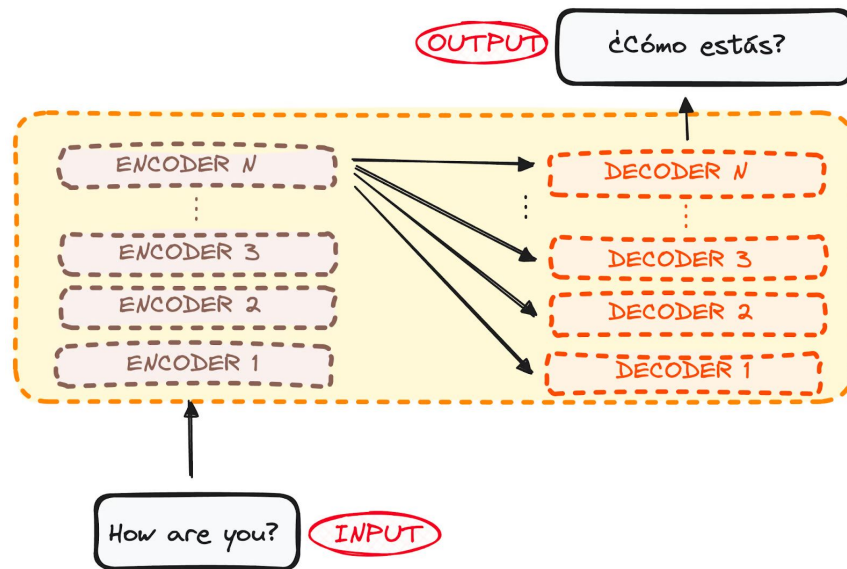 OUTPUT
¿Cómo estás?
ENCODER N
DECODER N
ENCODER 3
DECODER 3
ENCODER 2
DECODER 2
ENCODER 1
DECODER 1
How are you?
INPUT